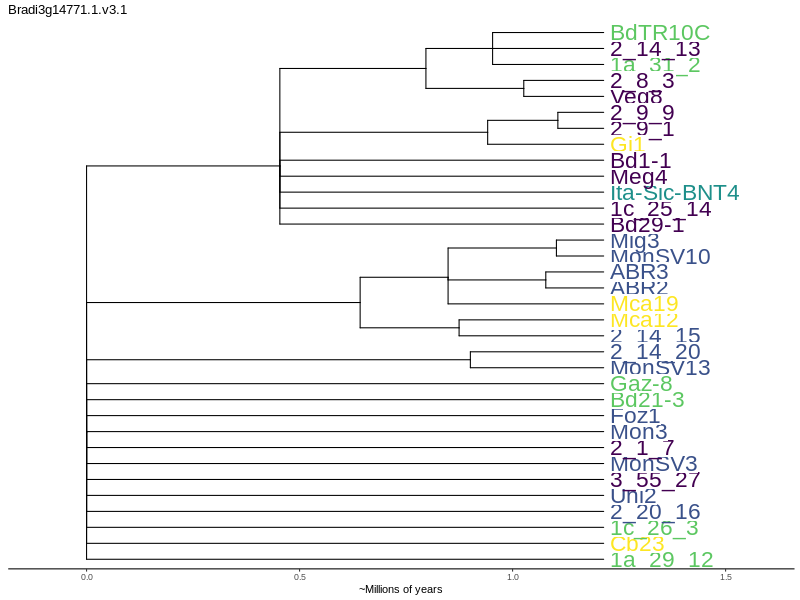 Bradi3g14771.1.v3.1
BdTR10C
2_14_13
1a_31_2
2_8_3
Veg8
2_9_9
2_9_1
Gi1
Bd1-1
Meg4
Ita-Sic-BNT4
1c_25_14
Bd29-1
Mig3
MonSV10
ABR3
ABR2
Mca19
Mca12
2_14_15
2_14_20
MonSV13
Gaz-8
Bd21-3
Foz1
Mon3
2_1_7
MonSV3
3_55_27
Uni2
2_20_16
1c_26_3
Cb23
1a_29_12
0.0 0.5 1.0 1.5
~Millions of years